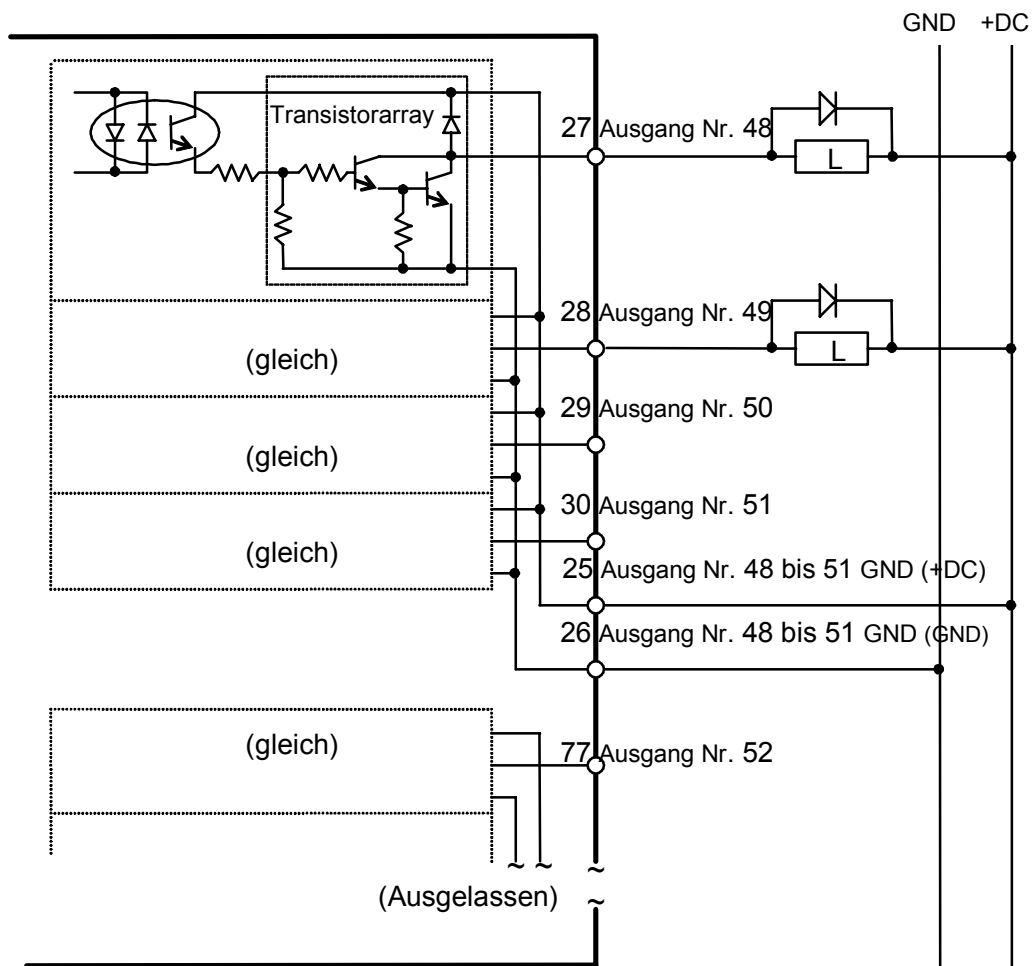 GND +DC
Transistorarray
27 Ausgang Nr. 48
L
28 Ausgang Nr. 49
L
(gleich)
29 Ausgang Nr. 50
(gleich)
30 Ausgang Nr. 51
(gleich)
25 Ausgang Nr. 48 bis 51 GND (+DC)
26 Ausgang Nr. 48 bis 51 GND (GND)
(gleich)
77 Ausgang Nr. 52
(Ausgelassen)